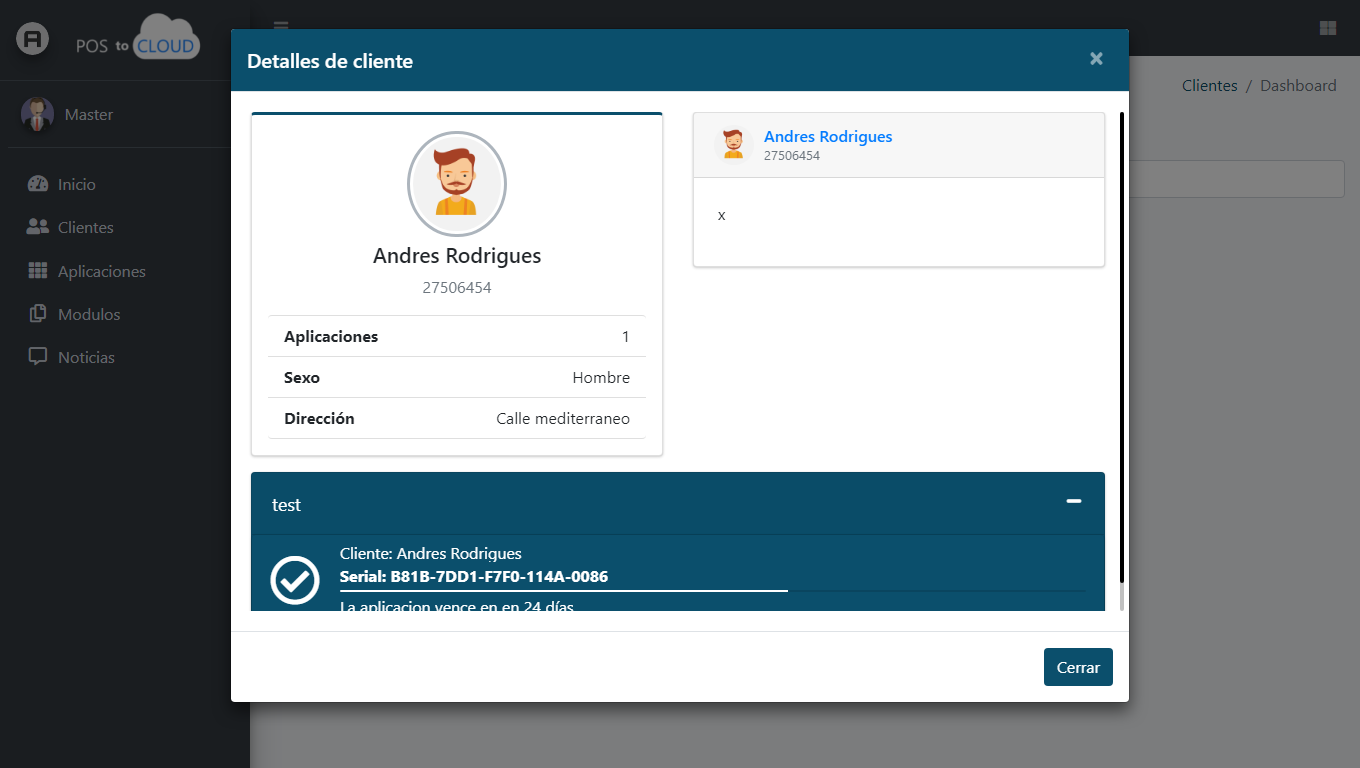 A
POS to CLOUD
Master
Inicio
Clientes
Aplicaciones
Modulos
Noticias
Clientes / Dashboard
Detalles de cliente
×
Andres Rodrigues
27506454
Aplicaciones 1
Sexo Hombre
Dirección Calle mediterraneo
Andres Rodrigues
27506454
x
test
Cliente: Andres Rodrigues
Serial: B81B-7DD1-F7F0-114A-0086
La aplicacion vence en en 24 días
Cerrar